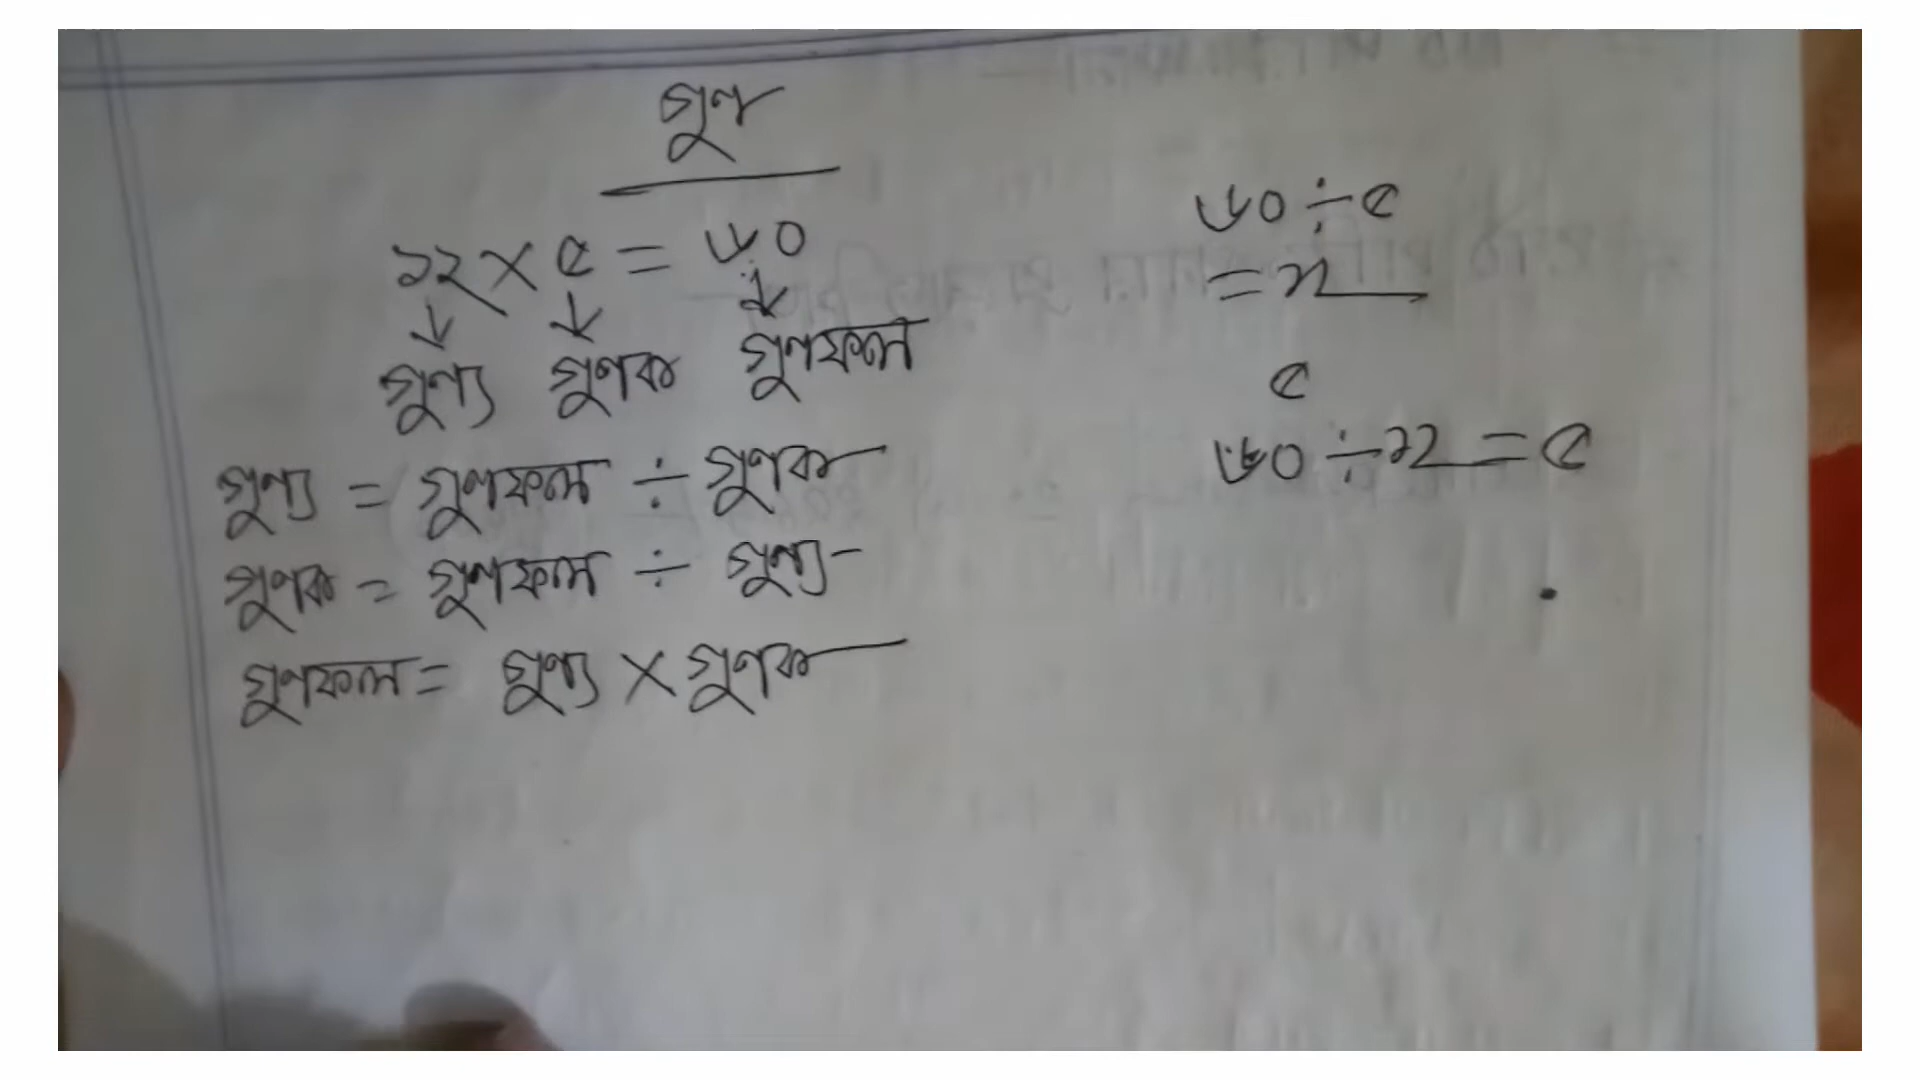 গুণ
১২ × ৫ = ৬০
গুণ্য গুণক গুণফল
গুণ্য = গুণফল ÷ গুণক
গুণক = গুণফল ÷ গুণ্য
গুণফল = গুণ্য × গুণক
৬০ ÷ ৫
= ১২
৫
৬০ ÷ ১২ = ৫